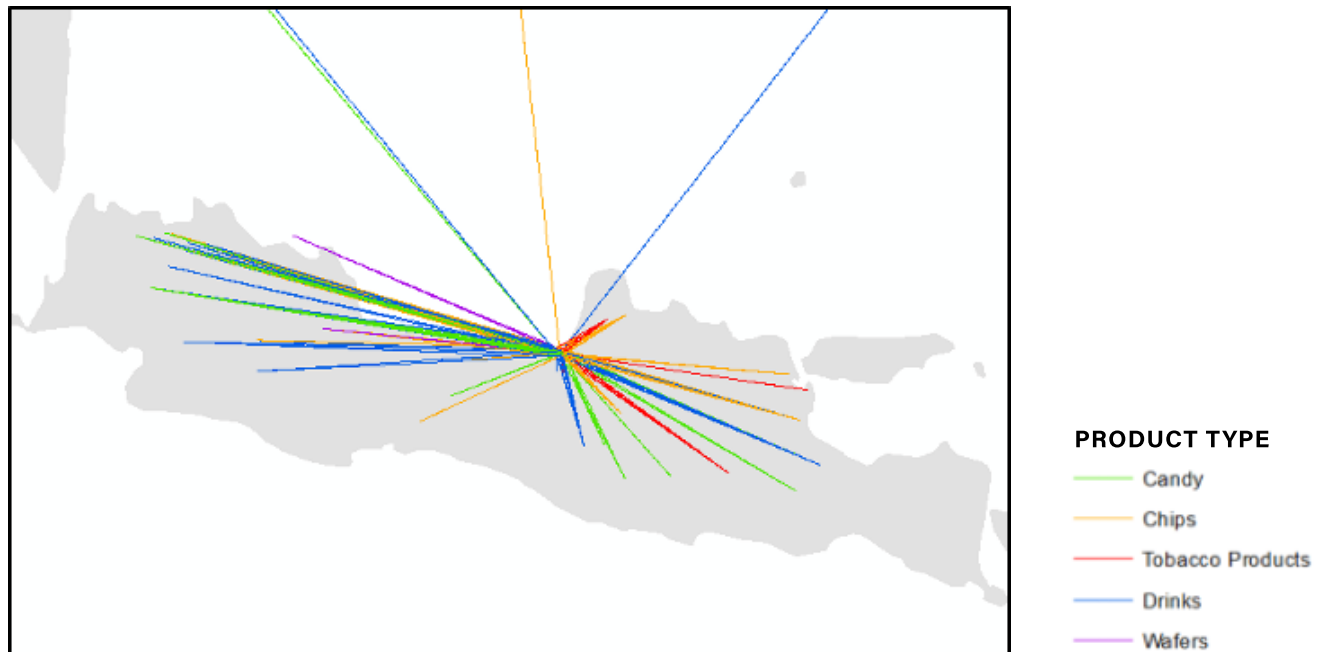 PRODUCT TYPE
Candy
Chips
Tobacco Products
Drinks
Wafers